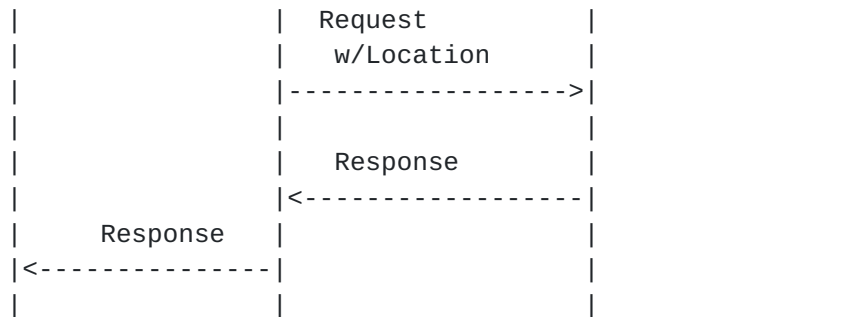 |                |  Request          |
|                |   w/Location      |
|                |------------------>|
|                |                   |
|                |   Response        |
|                |<------------------|
|     Response   |                   |
|<---------------|                   |
|                |                   |